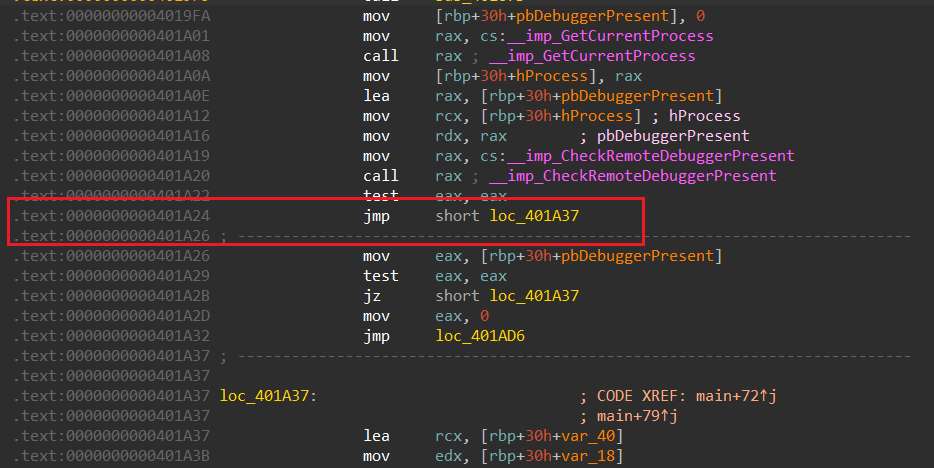 .text:00000000004019FA mov [rbp+30h+pbDebuggerPresent], 0
.text:0000000000401A01 mov rax, cs:__imp_GetCurrentProcess
.text:0000000000401A08 call rax ; __imp_GetCurrentProcess
.text:0000000000401A0A mov [rbp+30h+hProcess], rax
.text:0000000000401A0E lea rax, [rbp+30h+pbDebuggerPresent]
.text:0000000000401A12 mov rcx, [rbp+30h+hProcess] ; hProcess
.text:0000000000401A16 mov rdx, rax ; pbDebuggerPresent
.text:0000000000401A19 mov rax, cs:__imp_CheckRemoteDebuggerPresent
.text:0000000000401A20 call rax ; __imp_CheckRemoteDebuggerPresent
.text:0000000000401A22 test eax, eax
.text:0000000000401A24 jmp short loc_401A37
.text:0000000000401A26 ; ---------------------------------------------------------------------------
.text:0000000000401A26 mov eax, [rbp+30h+pbDebuggerPresent]
.text:0000000000401A29 test eax, eax
.text:0000000000401A2B jz short loc_401A37
.text:0000000000401A2D mov eax, 0
.text:0000000000401A32 jmp loc_401AD6
.text:0000000000401A37 ; ---------------------------------------------------------------------------
.text:0000000000401A37
.text:0000000000401A37 loc_401A37: ; CODE XREF: main+72↑j
.text:0000000000401A37 ; main+79↑j
.text:0000000000401A37 lea rcx, [rbp+30h+var_40]
.text:0000000000401A3B mov edx, [rbp+30h+var_18]